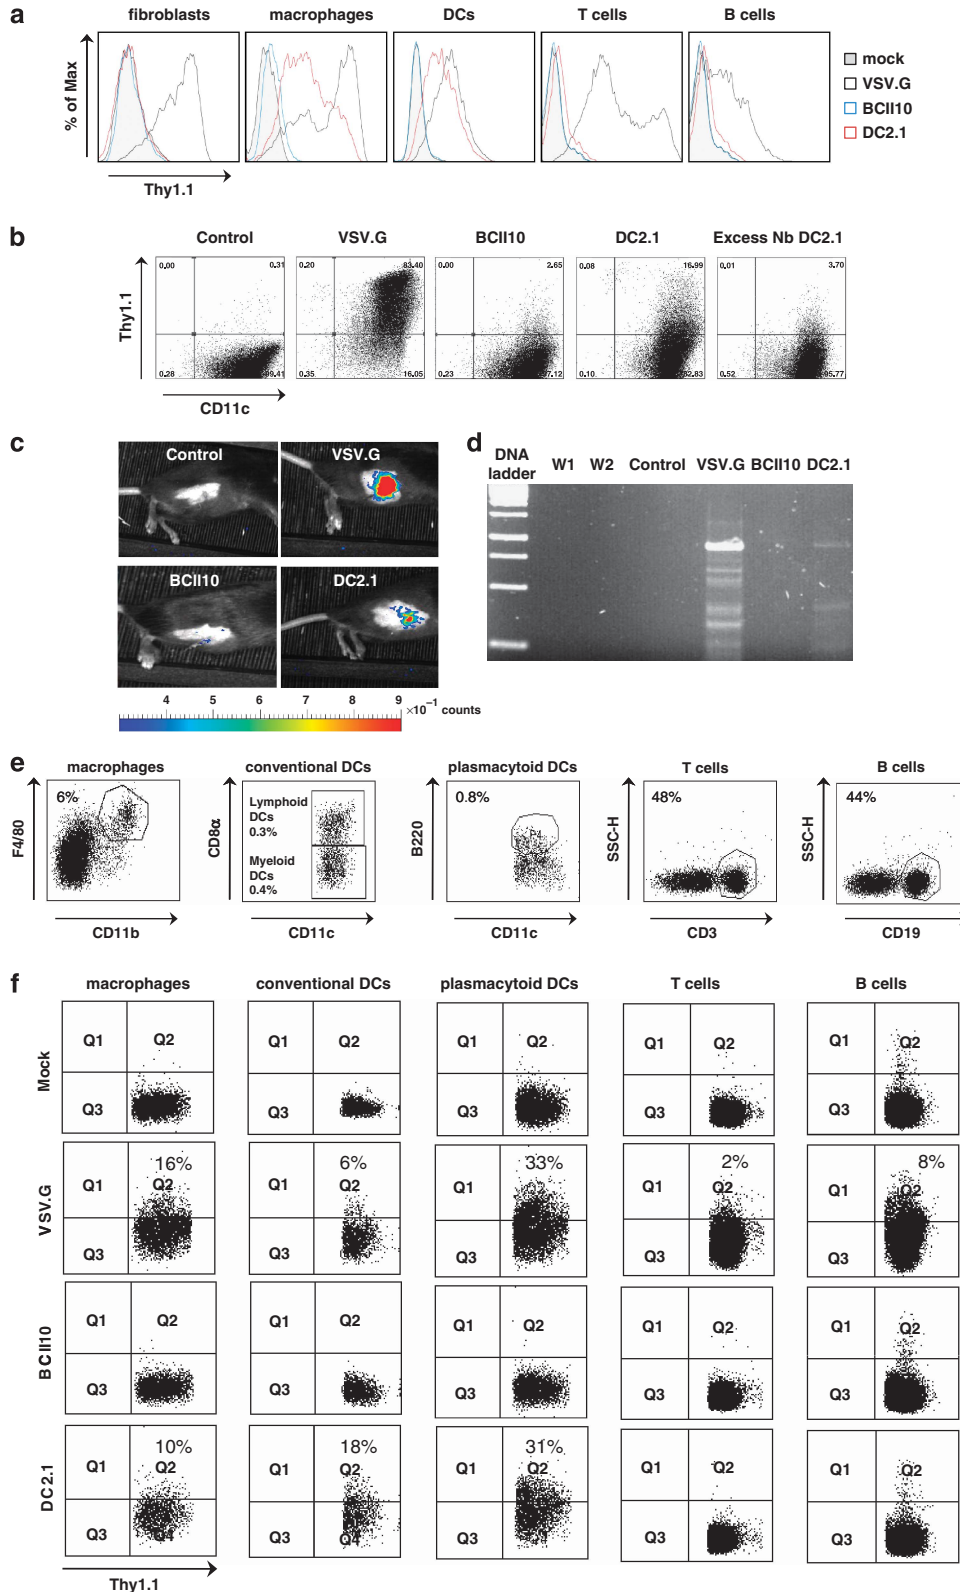 a
fibroblasts macrophages DCs T cells B cells
% of Max
Thy1.1
mock
VSV.G
BCII10
DC2.1
b
Control VSV.G BCII10 DC2.1 Excess Nb DC2.1
Thy1.1
0.00 0.31 0.20 83.40 0.00 2.65 0.08 16.99 0.01 3.70
0.28 99.41 0.35 16.05 0.23 7.12 0.10 82.83 0.52 95.77
CD11c
c
Control VSV.G
BCII10 DC2.1
4 5 6 7 8 9 ×10⁻¹ counts
d
DNA ladder W1 W2 Control VSV.G BCII10 DC2.1
e
macrophages conventional DCs plasmacytoid DCs T cells B cells
F4/80
6%
CD11b
CD8α
Lymphoid
DCs
0.3%
Myeloid
DCs
0.4%
CD11c
B220
0.8%
CD11c
SSC-H
48%
CD3
SSC-H
44%
CD19
f
macrophages conventional DCs plasmacytoid DCs T cells B cells
Mock
Q1 Q2 Q1 Q2 Q1 Q2 Q1 Q2 Q1 Q2
Q3 Q3 Q3 Q3 Q3
VSV.G
16% 6% 33% 2% 8%
Q1 Q2 Q1 Q2 Q1 Q2 Q1 Q2 Q1 Q2
Q3 Q3 Q3 Q3 Q3
BCII10
Q1 Q2 Q1 Q2 Q1 Q2 Q1 Q2 Q1 Q2
Q3 Q3 Q3 Q3 Q3
DC2.1
10% 18% 31%
Q1 Q2 Q1 Q2 Q1 Q2 Q1 Q2 Q1 Q2
Q3 Q4 Q3 Q4 Q3 Q3 Q3
Thy1.1